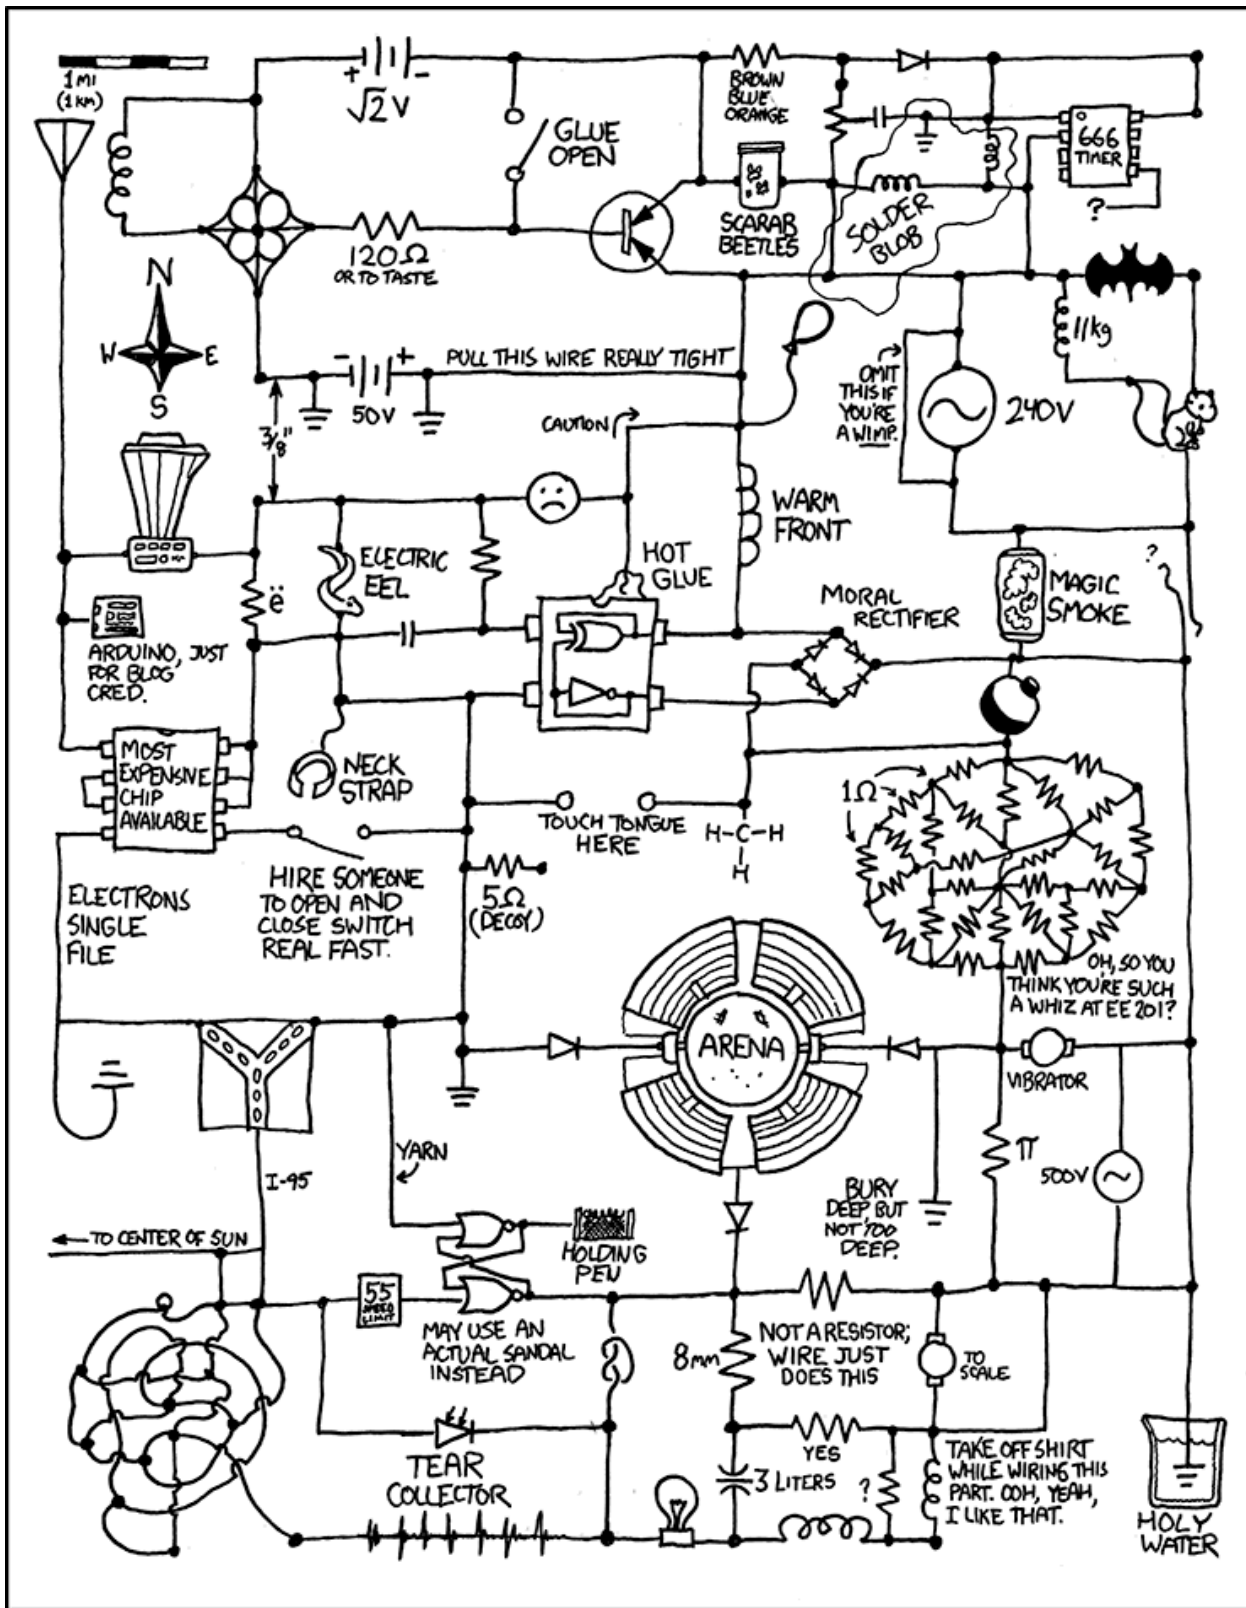 1 MI
(1 KM)
+ -
√2 V
GLUE
OPEN
BROWN
BLUE
ORANGE
666
TIMER
?
SCARAB
BEETLES
SOLDER
BLOB
120Ω
OR TO TASTE
N
W E
S
- +
50V
PULL THIS WIRE REALLY TIGHT
3/8"
CAUTION
OMIT
THIS IF
YOU'RE
A WIMP.
240V
11kg
WARM
FRONT
ELECTRIC
EEL
ë
HOT
GLUE
MORAL
RECTIFIER
MAGIC
SMOKE
?
ARDUINO, JUST
FOR BLOG
CRED.
MOST
EXPENSIVE
CHIP
AVAILABLE
NECK
STRAP
TOUCH TONGUE
HERE
H-C-H
H
1Ω
HIRE SOMEONE
TO OPEN AND
CLOSE SWITCH
REAL FAST.
5Ω
(DECOY)
ELECTRONS
SINGLE
FILE
OH, SO YOU
THINK YOU'RE SUCH
A WHIZ AT EE 201?
ARENA
VIBRATOR
π
500V
YARN
I-95
BURY
DEEP, BUT
NOT TOO
DEEP.
TO CENTER OF SUN
HOLDING
PEN
55
SPEED
LIMIT
MAY USE AN
ACTUAL SANDAL
INSTEAD
8mm
NOT A RESISTOR;
WIRE JUST
DOES THIS
TO
SCALE
TEAR
COLLECTOR
YES
3 LITERS
?
TAKE OFF SHIRT
WHILE WIRING THIS
PART. OOH, YEAH,
I LIKE THAT.
HOLY
WATER